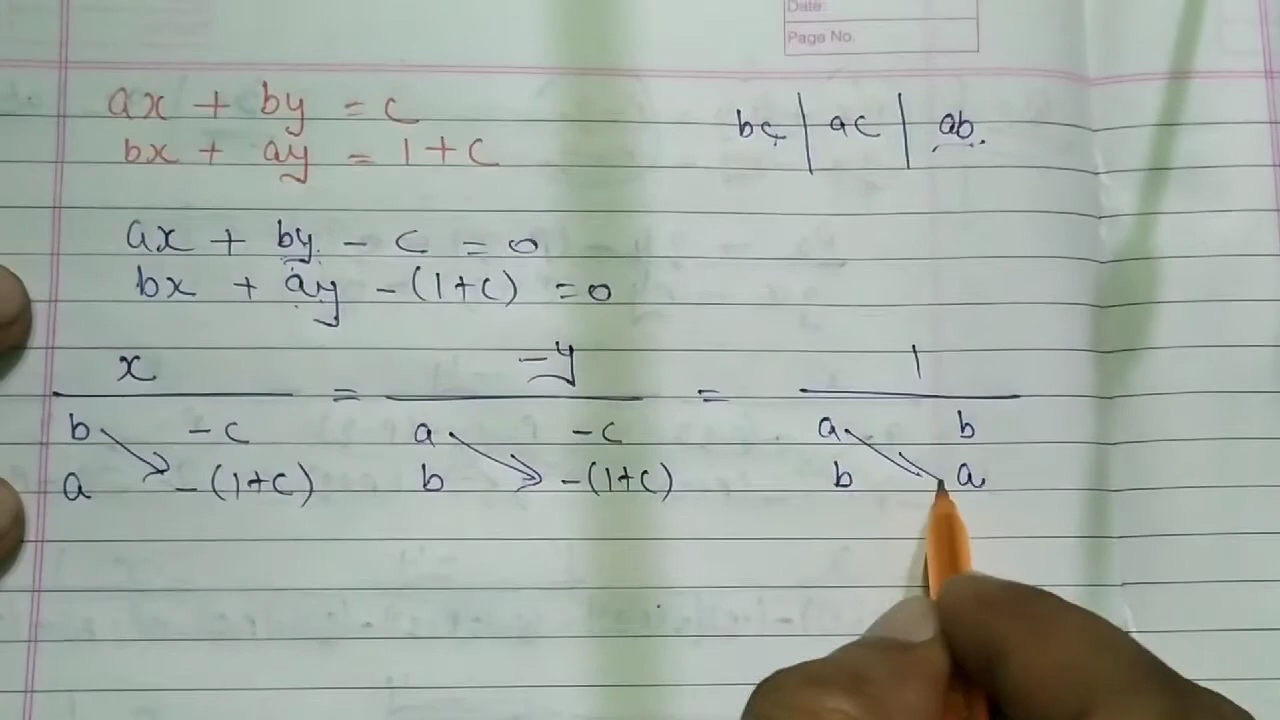 Date:
Page No.
ax + by = c
bx + ay = 1 + c
bc | ac | ab.
ax + by - c = 0
bx + ay - (1+c) = 0
x = -y = 1
b -c a -c a b
a -(1+c) b -(1+c) b a